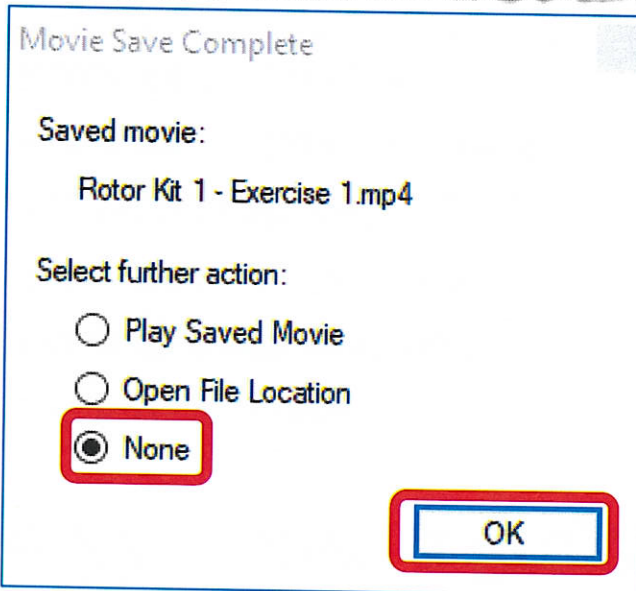 Movie Save Complete
Saved movie:
Rotor Kit 1 - Exercise 1.mp4
Select further action:
Play Saved Movie
Open File Location
None
OK